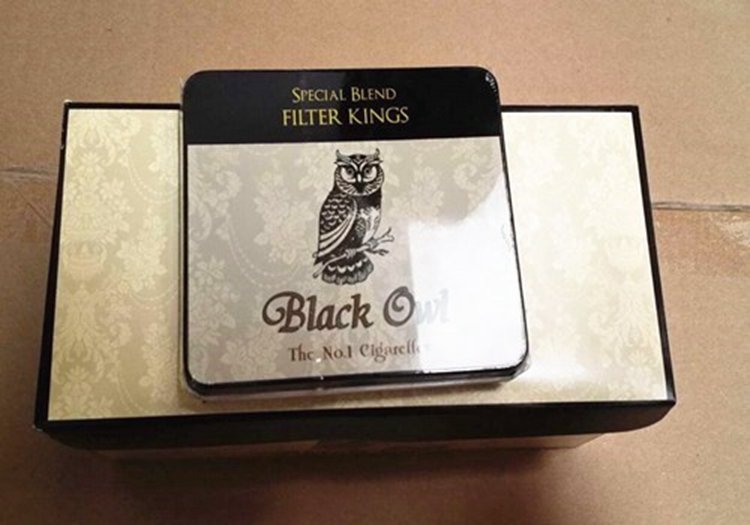 Special Blend
FILTER KINGS
Black Owl
The No.1 Cigarette